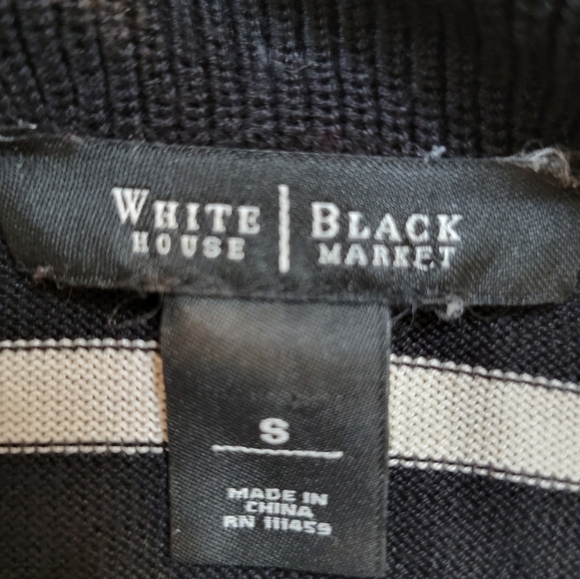 WHITE | BLACK
HOUSE | MARKET
S
MADE IN
CHINA
RN 111459